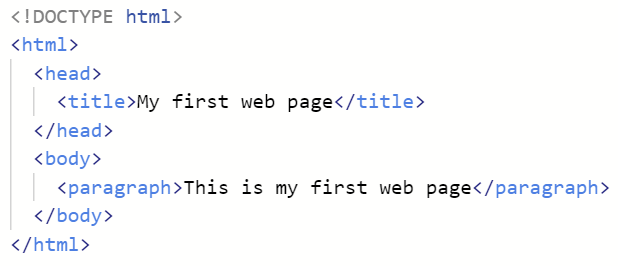 <!DOCTYPE html>
<html>
<head>
<title>My first web page</title>
</head>
<body>
<paragraph>This is my first web page</paragraph>
</body>
</html>